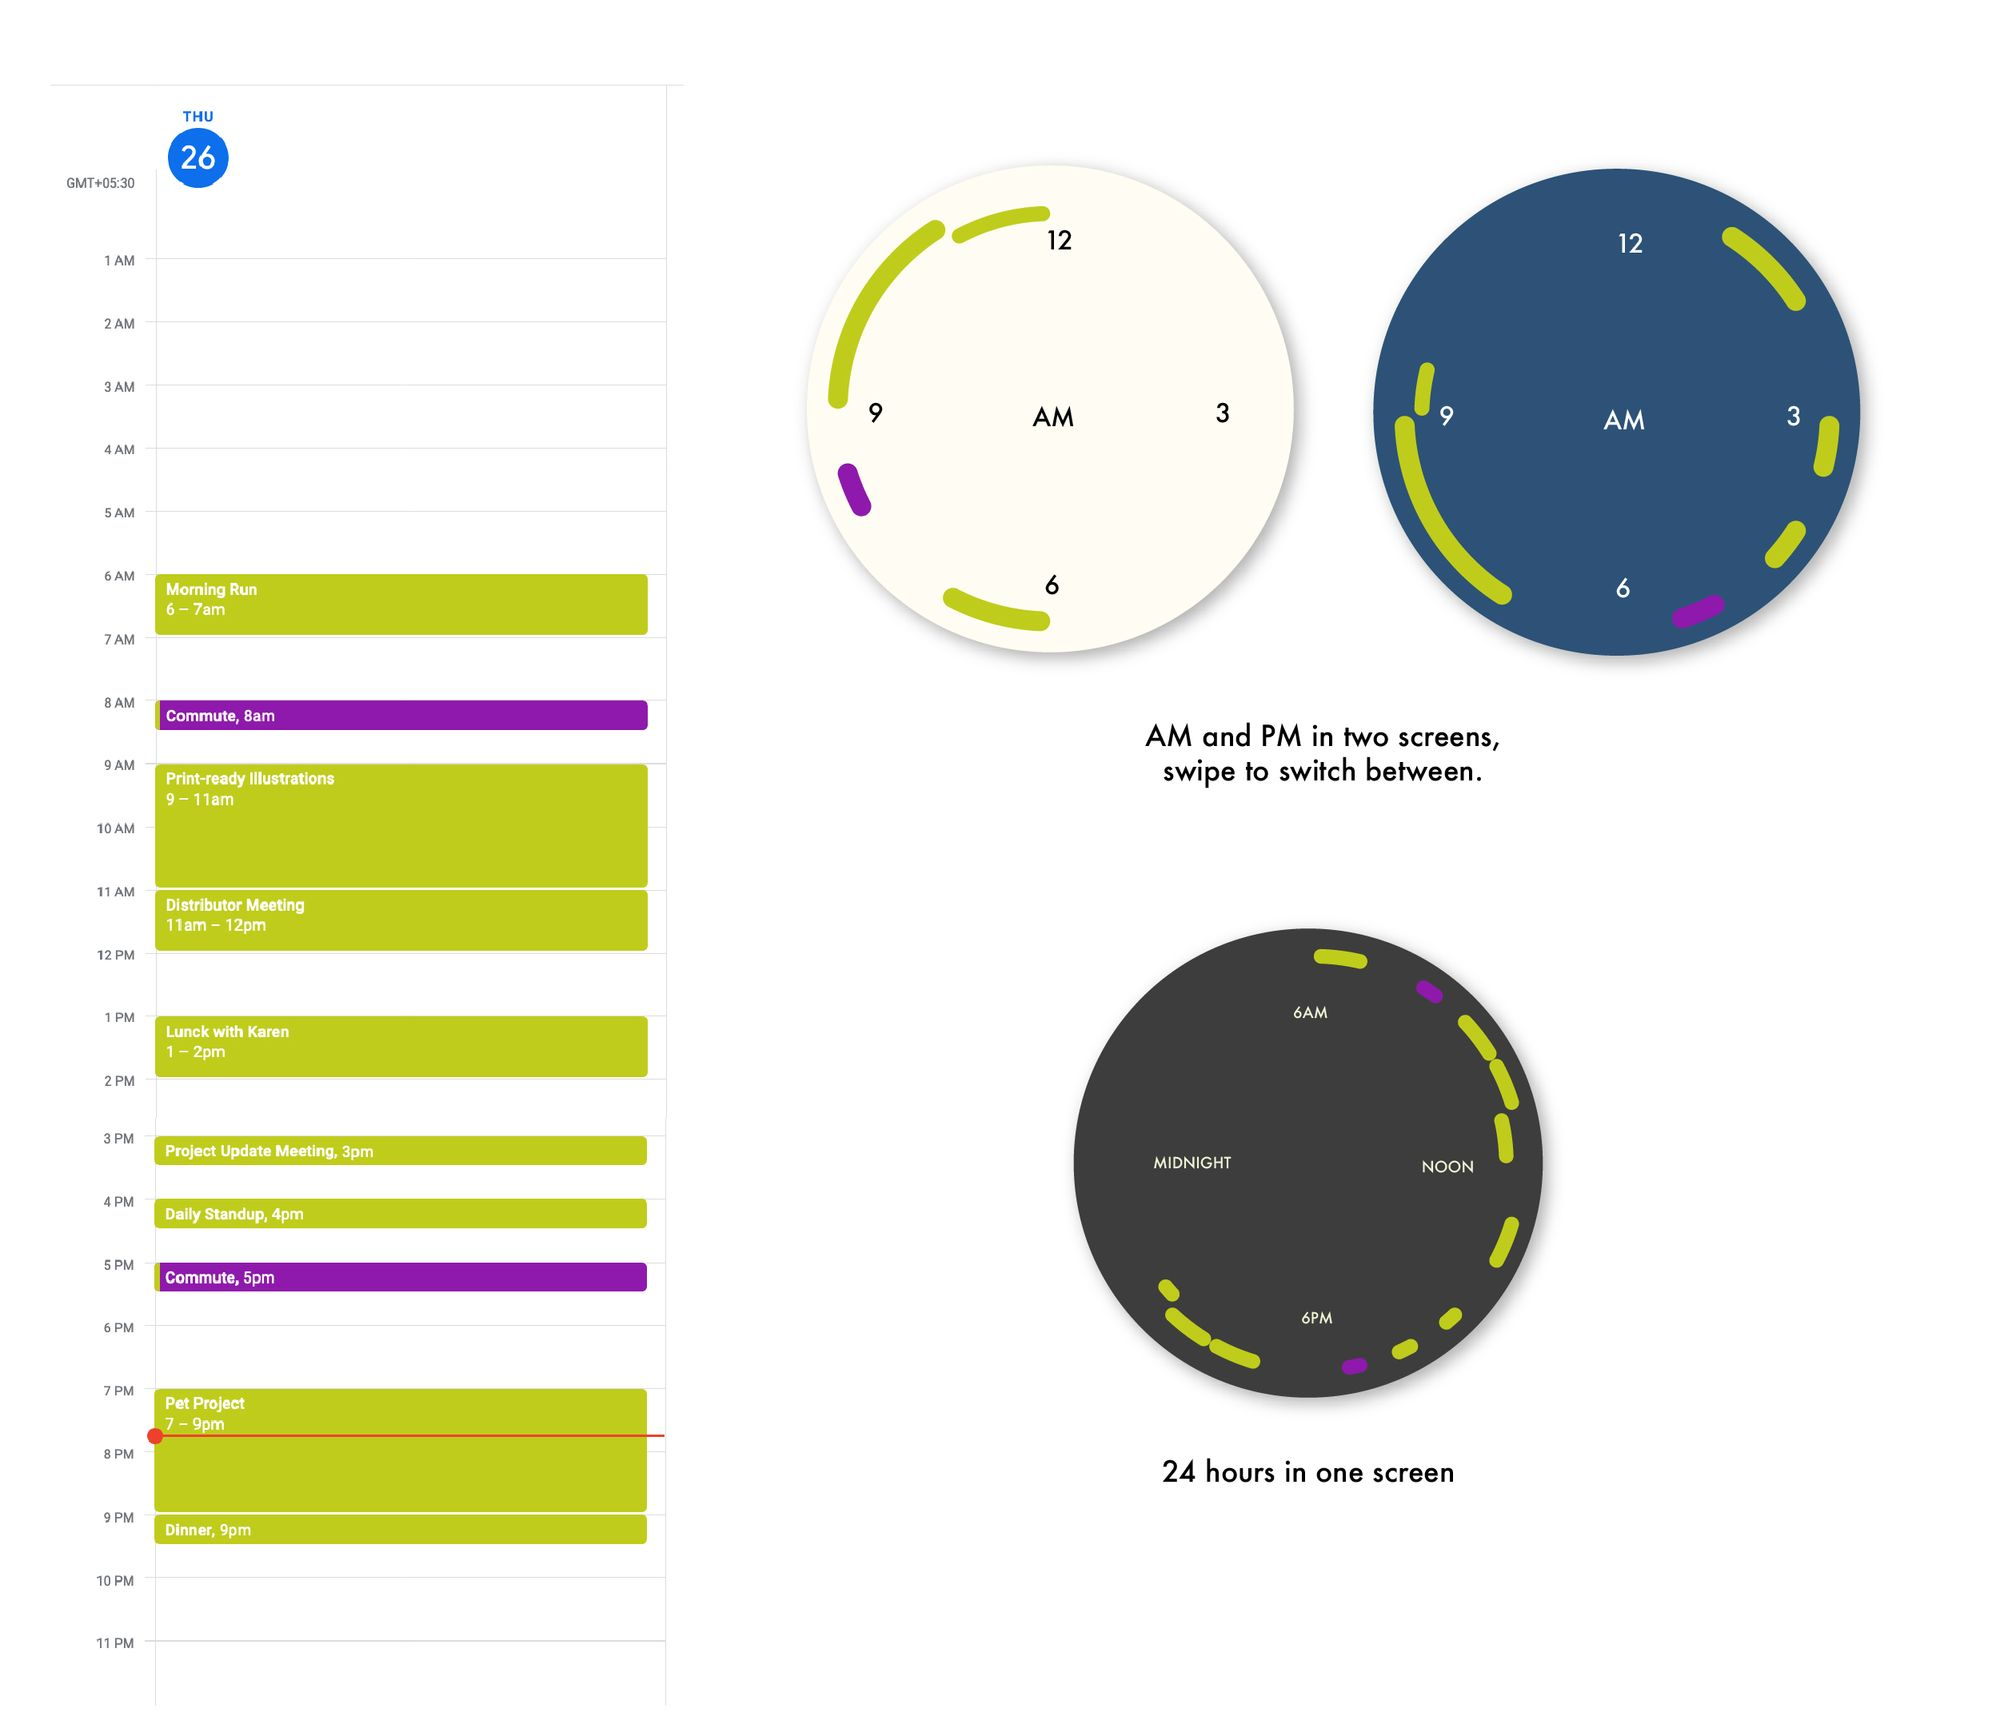 THU
26
GMT+05:30
1 AM
2 AM
3 AM
4 AM
5 AM
6 AM
Morning Run
6 – 7am
7 AM
8 AM
Commute, 8am
9 AM
Print-ready Illustrations
9 – 11am
10 AM
11 AM
Distributor Meeting
11am – 12pm
12 PM
1 PM
Lunck with Karen
1 – 2pm
2 PM
3 PM
Project Update Meeting, 3pm
4 PM
Daily Standup, 4pm
5 PM
Commute, 5pm
6 PM
7 PM
Pet Project
7 – 9pm
8 PM
9 PM
Dinner, 9pm
10 PM
11 PM
12
9
AM
3
6
12
9
AM
3
6
AM and PM in two screens,
swipe to switch between.
6AM
MIDNIGHT
NOON
6PM
24 hours in one screen